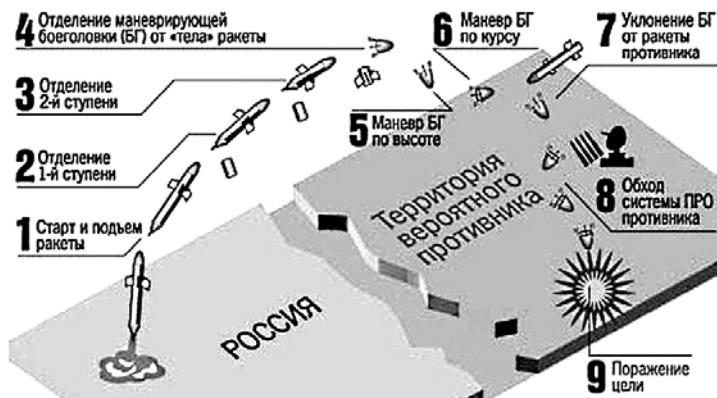 4 Отделение маневрирующей
боеголовки (БГ) от «тела» ракеты
3 Отделение
2-й ступени
2 Отделение
1-й ступени
1 Старт и подъем
ракеты
6 Маневр БГ
по курсу
7 Уклонение БГ
от ракеты
противника
5 Маневр БГ
по высоте
8 Обход
системы ПРО
противника
Территория
вероятного
противника
РОССИЯ
9 Поражение
цели